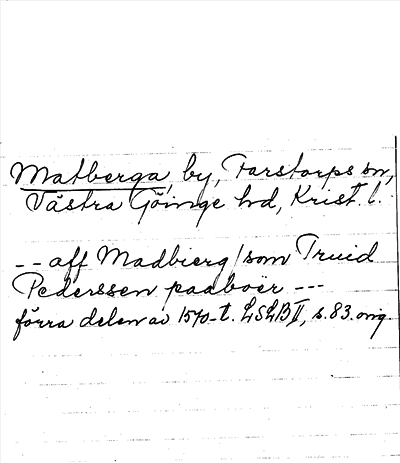 Matberga, by, Farstorps sn,
Västra Göinge hd, Krist. l.
-- aff Madbierg / som Truid
Pederssen paaboer ---
förra delen av 1570-t. LSLB II, s. 83. orig.